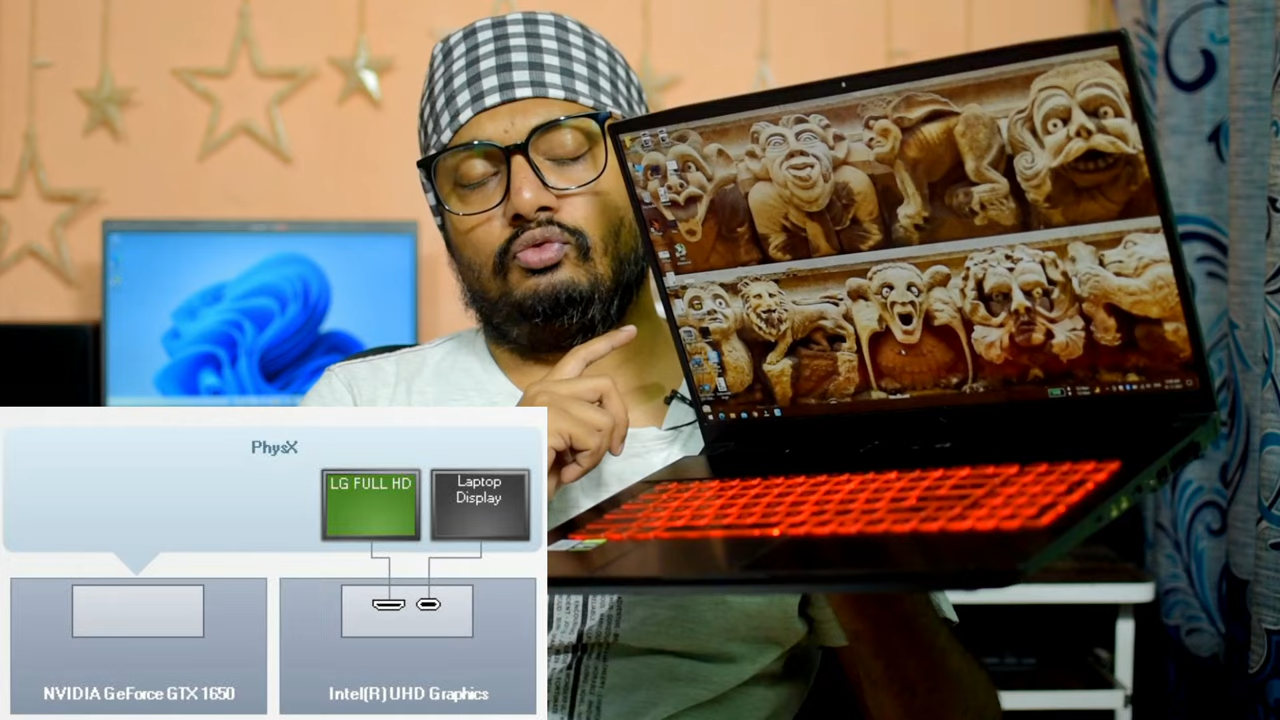 PhysX
LG FULL HD
Laptop
Display
NVIDIA GeForce GTX 1650
Intel(R) UHD Graphics